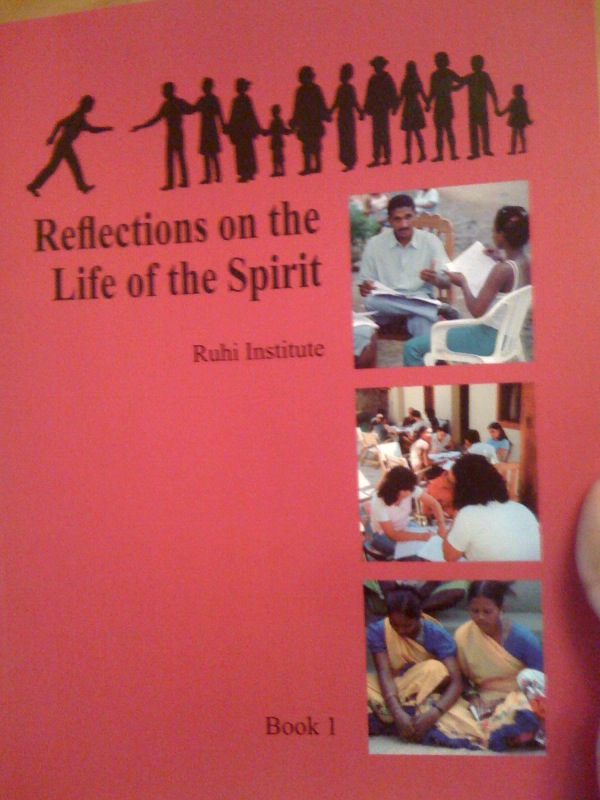 Reflections on the
Life of the Spirit
Ruhi Institute
Book 1